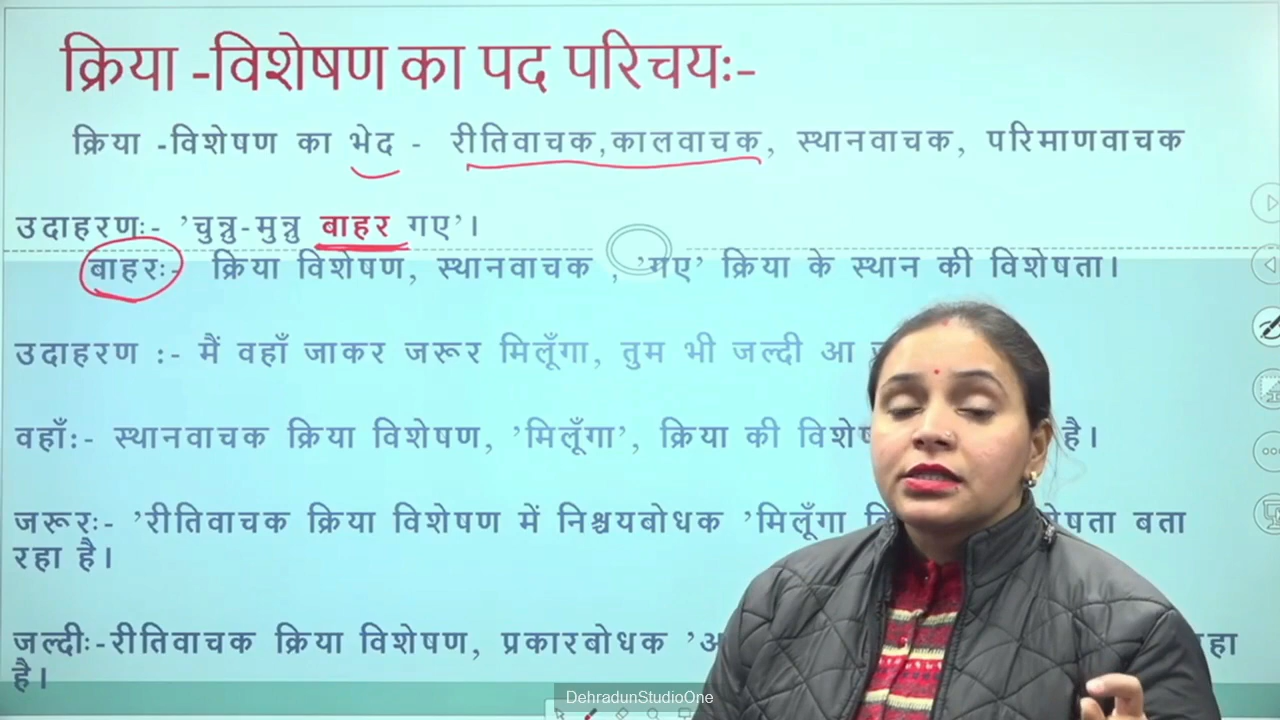 क्रिया -विशेषण का पद परिचयः-
क्रिया -विशेषण का भेद - रीतिवाचक,कालवाचक, स्थानवाचक, परिमाणवाचक
उदाहरणः- 'चुन्नु-मुन्नु बाहर गए'।
बाहरः- क्रिया विशेषण, स्थानवाचक , 'गए' क्रिया के स्थान की विशेषता।
उदाहरण :- मैं वहाँ जाकर जरूर मिलूँगा, तुम भी जल्दी आ
वहाँ:- स्थानवाचक क्रिया विशेषण, 'मिलूँगा', क्रिया की है।
जरूरः- 'रीतिवाचक क्रिया विशेषण में निश्चयबोधक 'मिलूँगा बता
रहा है।
जल्दीः-रीतिवाचक क्रिया विशेषण, प्रकारबोधक
है।
DehradunStudioOne